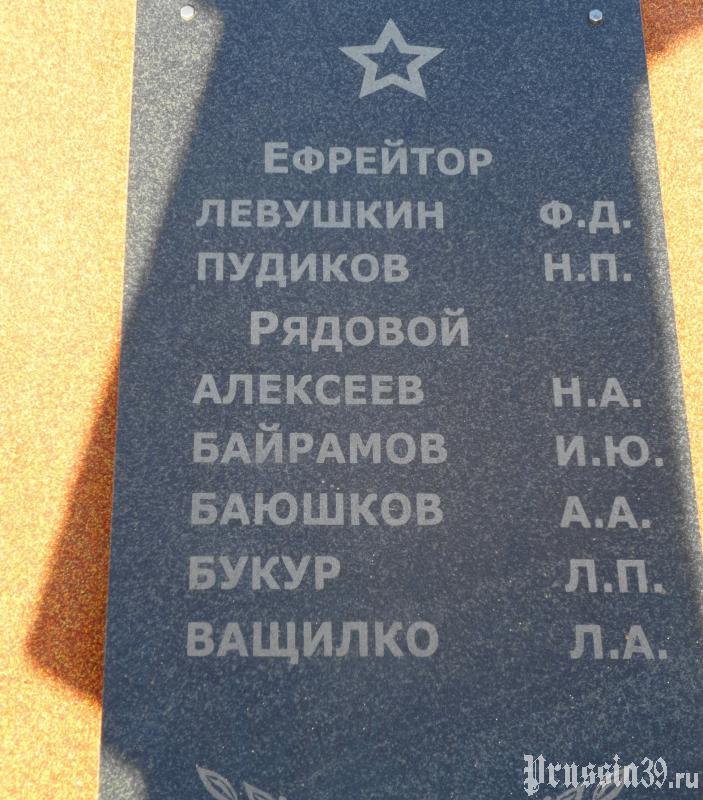 Ефрейтор
ЛЕВУШКИН Ф.Д.
ПУДИКОВ Н.П.
Рядовой
АЛЕКСЕЕВ Н.А.
БАЙРАМОВ И.Ю.
БАЮШКОВ А.А.
БУКУР Л.П.
ВАЩИЛКО Л.А.
Prussia39.ru